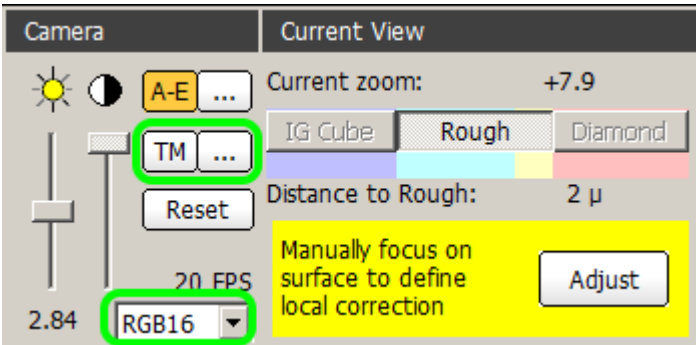 Camera
Current View
A-E ...
Current zoom: +7.9
IG Cube Rough Diamond
TM ...
Reset
Distance to Rough: 2 µ
20 FPS
Manually focus on
surface to define
local correction
Adjust
2.84
RGB16